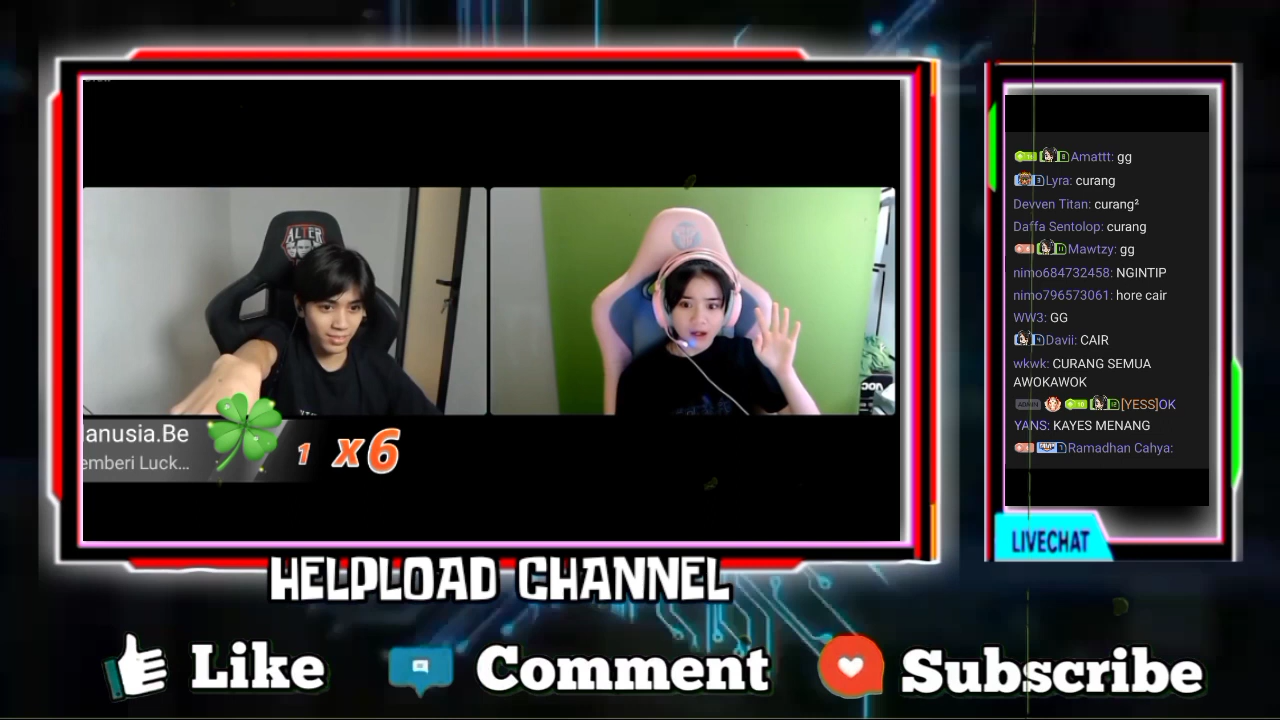 ALTER
anusia.Be
emberi Luck...
1 x6
Amattt: gg
Lyra: curang
Devven Titan: curang²
Daffa Sentolop: curang
Mawtzy: gg
nimo684732458: NGINTIP
nimo796573061: hore cair
WW3: GG
Davii: CAIR
wkwk: CURANG SEMUA
AWOKAWOK
[YESS]OK
YANS: KAYES MENANG
Ramadhan Cahya:
LIVECHAT
HELPLOAD CHANNEL
Like
Comment
Subscribe